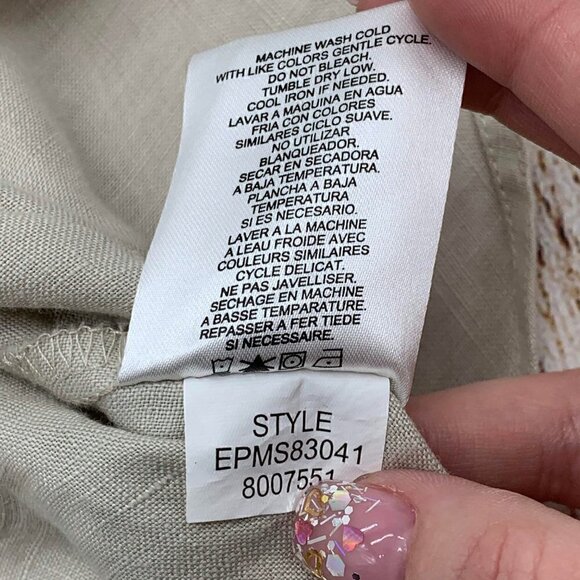 MACHINE WASH COLD
WITH LIKE COLORS GENTLE CYCLE.
DO NOT BLEACH.
TUMBLE DRY LOW.
COOL IRON IF NEEDED.
LAVAR A MAQUINA EN AGUA
FRIA CON COLORES
SIMILARES CICLO SUAVE.
NO UTILIZAR
BLANQUEADOR.
SECAR EN SECADORA
A BAJA TEMPERATURA.
PLANCHA A BAJA
TEMPERATURA
SI ES NECESARIO.
LAVER A LA MACHINE
A LEAU FROIDE AVEC
COULEURS SIMILAIRES
CYCLE DELICAT.
NE PAS JAVELLISER.
SECHAGE EN MACHINE
A BASSE TEMPARATURE.
REPASSER A FER TIEDE
SI NECESSAIRE.
STYLE
EPMS83041
8007551